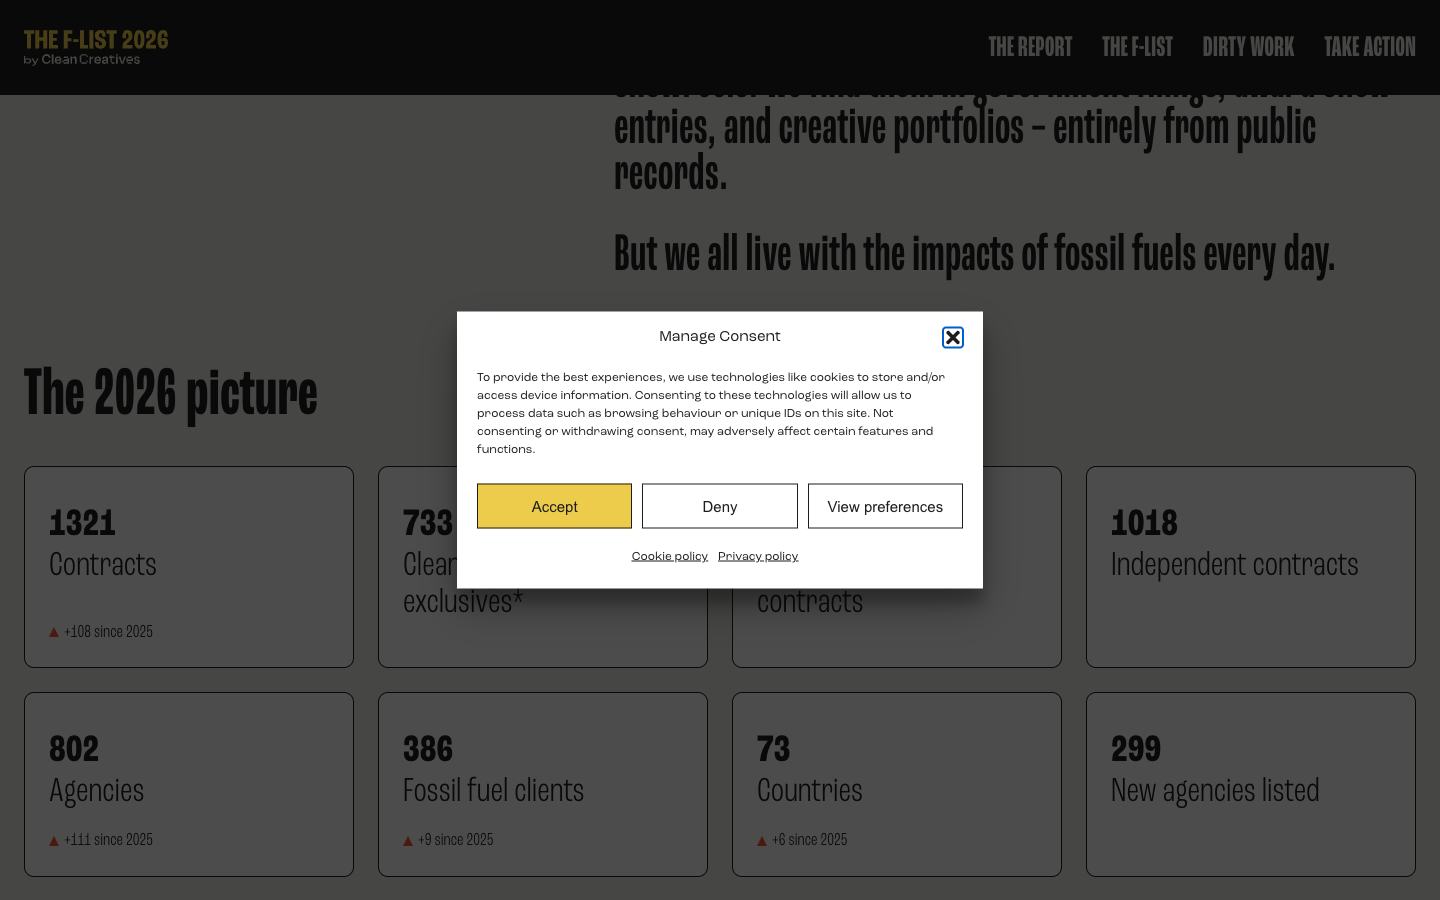 THE F-LIST 2026
by Clean Creatives
THE REPORT
THE F-LIST
DIRTY WORK
TAKE ACTION
entries, and creative portfolios – entirely from public
records.
But we all live with the impacts of fossil fuels every day.
Manage Consent
To provide the best experiences, we use technologies like cookies to store and/or
access device information. Consenting to these technologies will allow us to
process data such as browsing behaviour or unique IDs on this site. Not
consenting or withdrawing consent, may adversely affect certain features and
functions.
Accept
Deny
View preferences
Cookie policy
Privacy policy
The 2026 picture
1321
Contracts
▲ +108 since 2025
733
exclusives*
contracts
1018
Independent contracts
802
Agencies
▲ +111 since 2025
386
Fossil fuel clients
▲ +9 since 2025
73
Countries
▲ +6 since 2025
299
New agencies listed